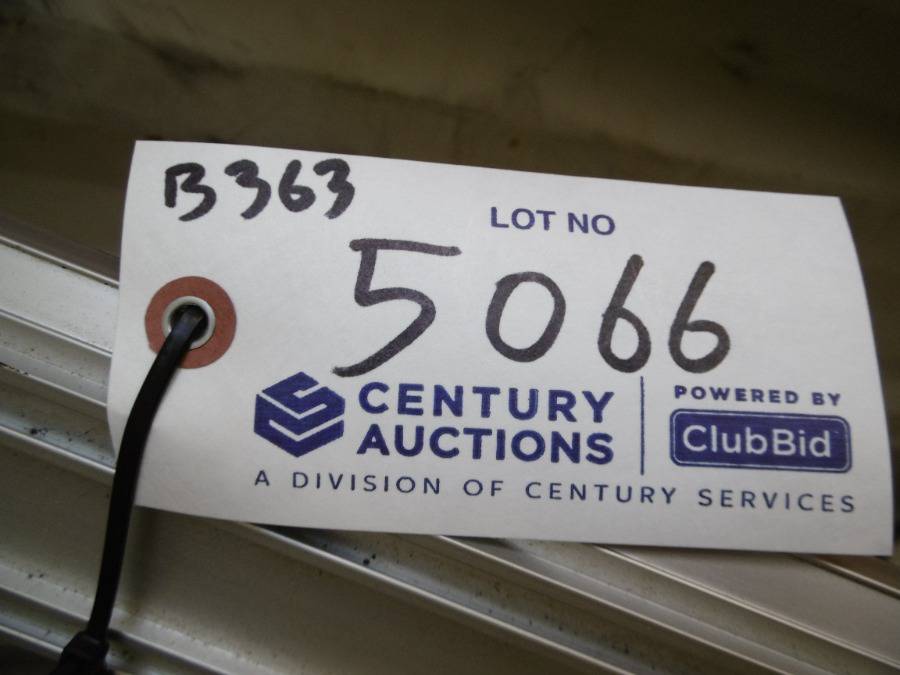 B363
LOT NO
5066
CENTURY
AUCTIONS
POWERED BY
ClubBid
A DIVISION OF CENTURY SERVICES